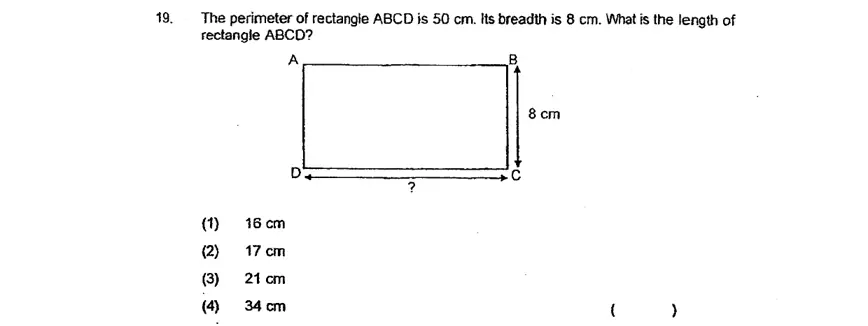 19. The perimeter of rectangle ABCD is 50 cm. Its breadth is 8 cm. What is the length of
rectangle ABCD?
A B
8 cm
D C
?
(1) 16 cm
(2) 17 cm
(3) 21 cm
(4) 34 cm ( )